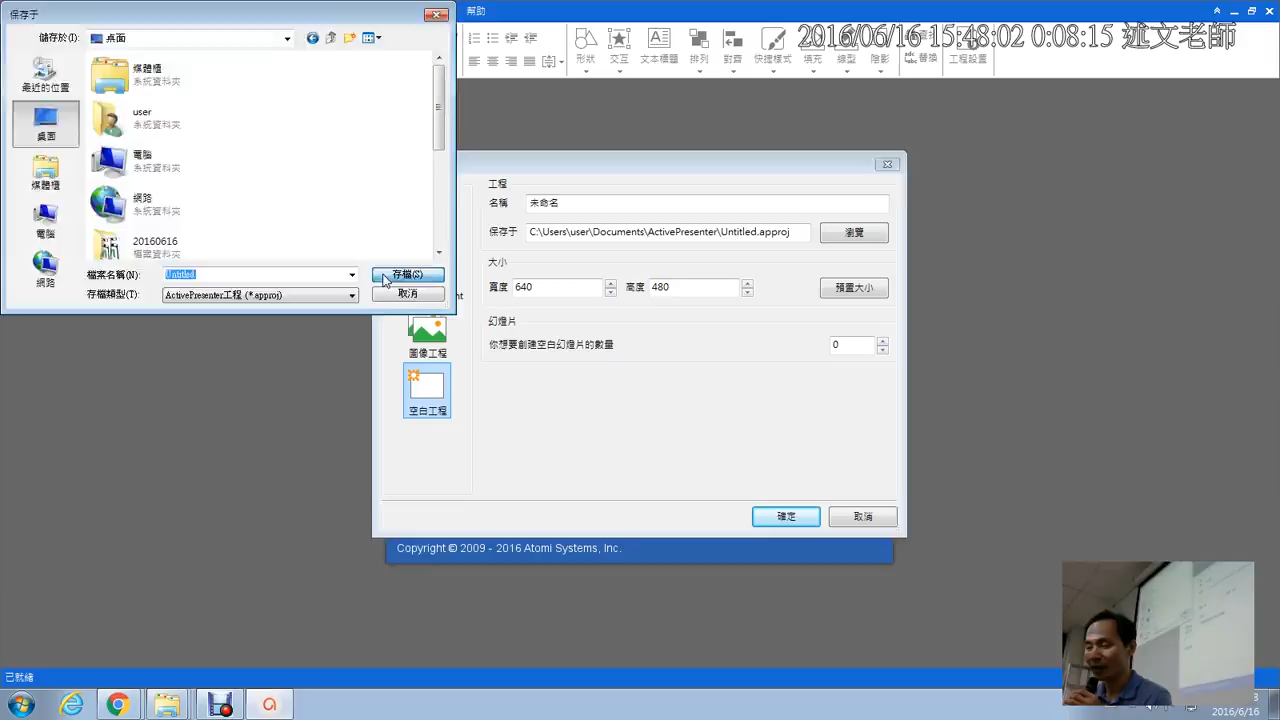 保存于
儲存於(I):
桌面
最近的位置
桌面
媒體櫃
電腦
網路
媒體櫃
系統資料夾
user
系統資料夾
電腦
系統資料夾
網路
系統資料夾
20160616
檔案資料夾
檔案名稱(N):
Untitled
存檔(S)
存檔類型(T):
ActivePresenter工程 (*.approj)
取消
幫助
2016/06/16 15:48:02 0:08:15 述文老師
形狀
交互
文本標題
排列
對齊
快捷樣式
填充
線型
陰影
替換
工程設置
工程
名稱
未命名
保存于
C:\Users\user\Documents\ActivePresenter\Untitled.approj
瀏覽
大小
寬度
640
高度
480
預置大小
幻燈片
你想要創建空白幻燈片的數量
0
圖像工程
空白工程
確定
取消
Copyright © 2009 - 2016 Atomi Systems, Inc.
已就緒
2016/6/16